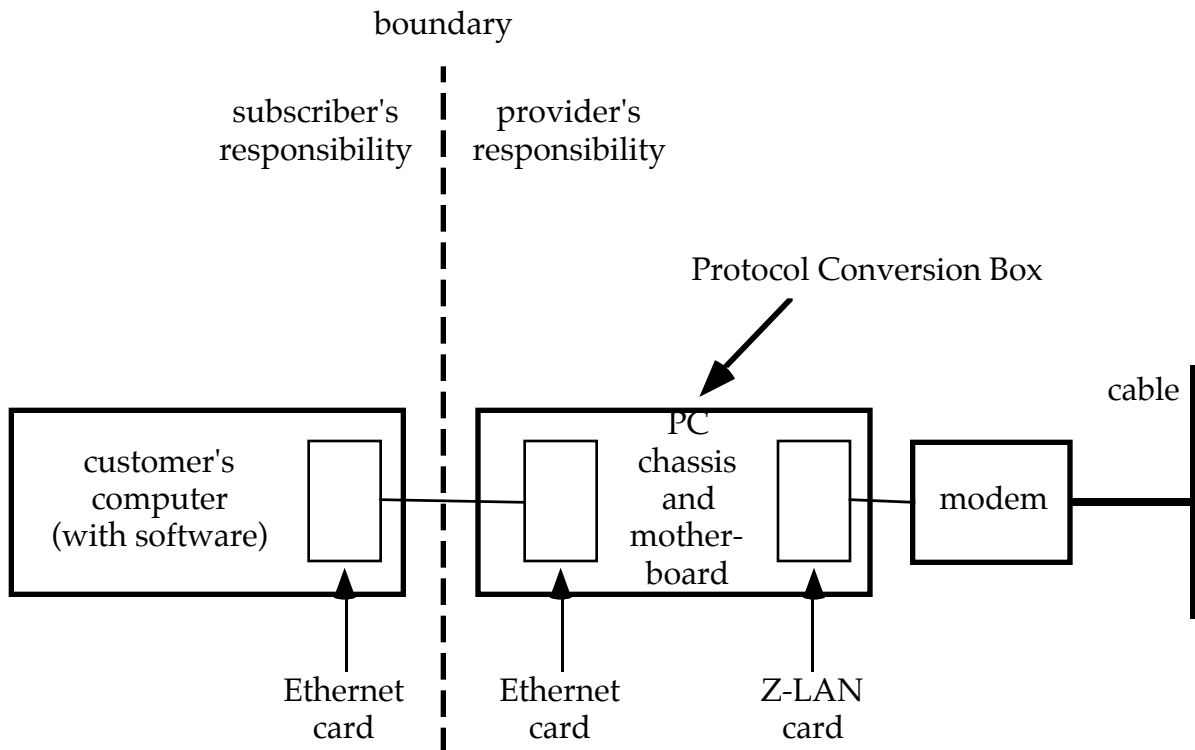 boundary
subscriber's
responsibility
provider's
responsibility
Protocol Conversion Box
cable
customer's
computer
(with software)
PC
chassis
and
mother-
board
modem
Ethernet
card
Ethernet
card
Z-LAN
card